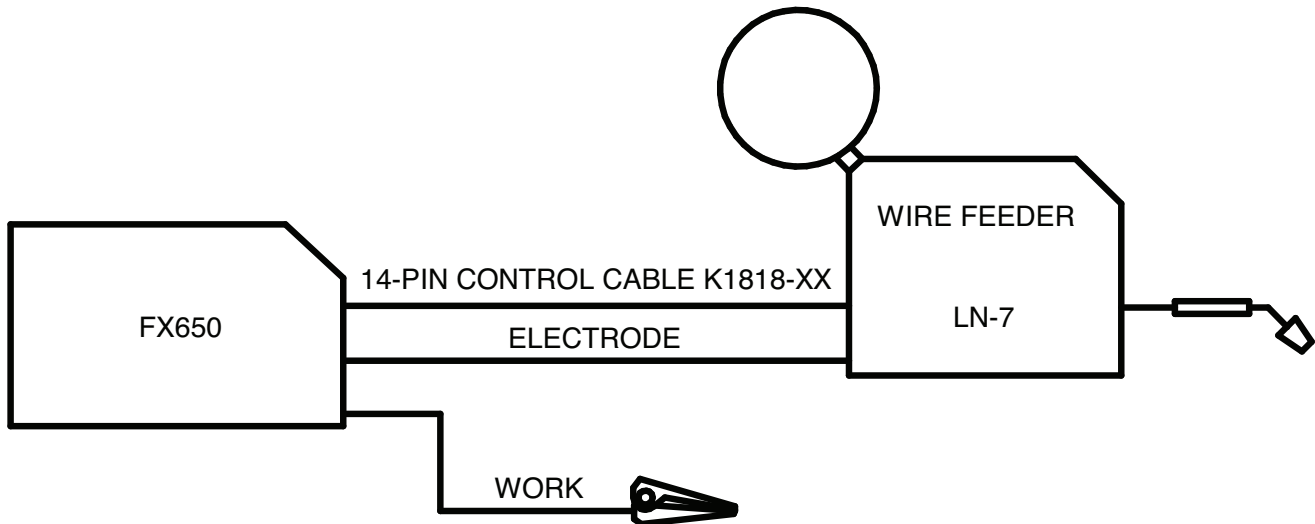 WIRE FEEDER
14-PIN CONTROL CABLE K1818-XX
FX650
LN-7
ELECTRODE
WORK